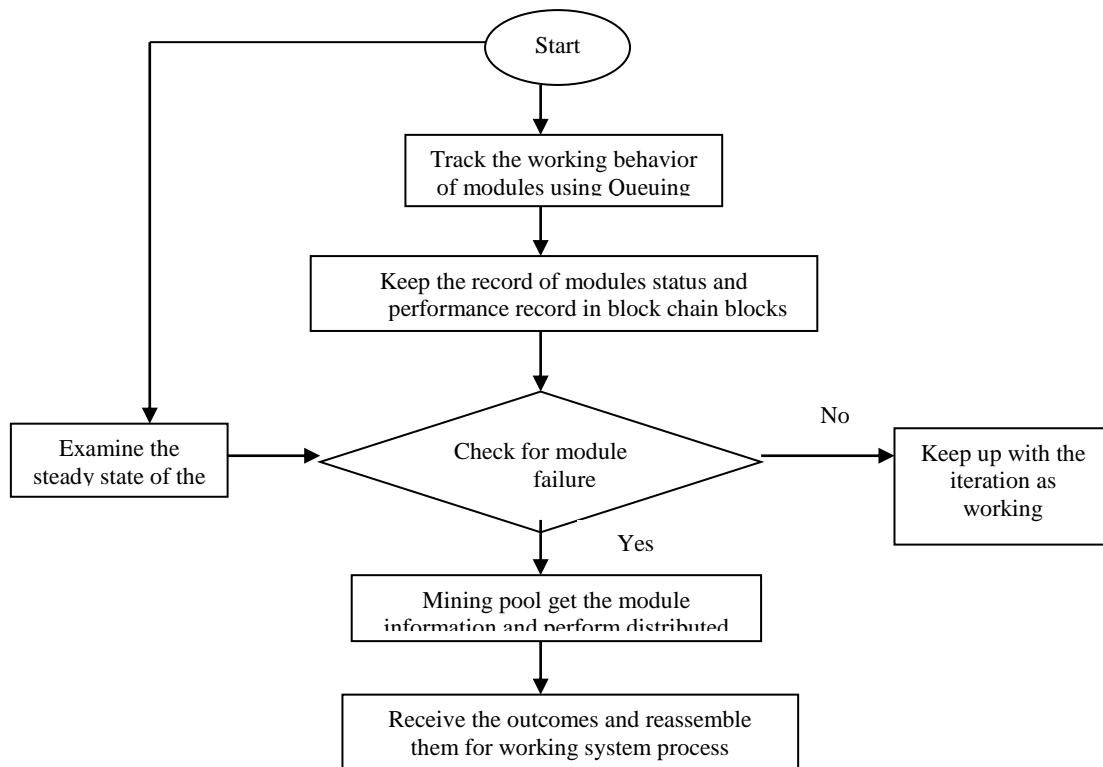 Start
Track the working behavior
of modules using Queuing
Keep the record of modules status and
performance record in block chain blocks
Check for module
failure
No
Examine the
steady state of the
Keep up with the
iteration as
working
Yes
Mining pool get the module
information and perform distributed
Receive the outcomes and reassemble
them for working system process